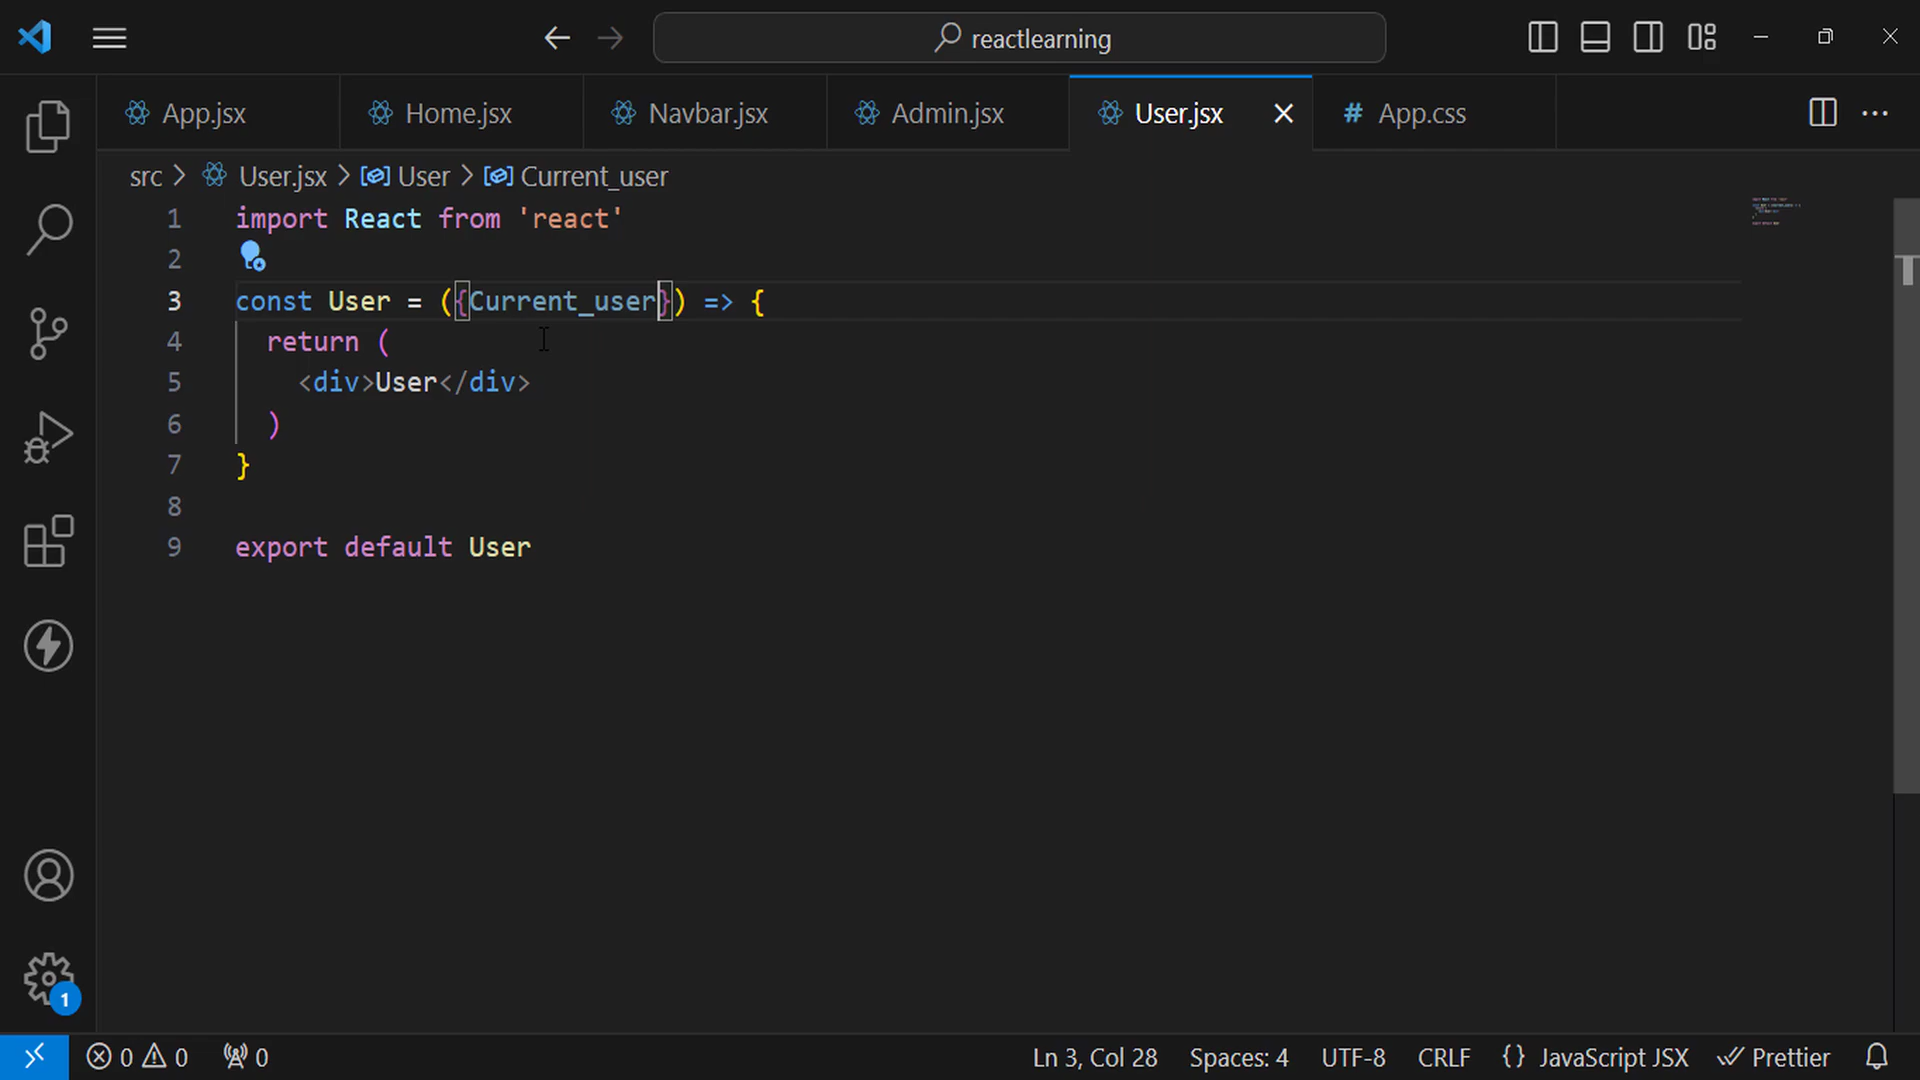 reactlearning
App.jsx
Home.jsx
Navbar.jsx
Admin.jsx
User.jsx
# App.css
src > User.jsx > User > Current_user
1 import React from 'react'
2
3 const User = ({Current_user}) => {
4 return (
5 <div>User</div>
6 )
7 }
8
9 export default User
1
0 0 0
Ln 3, Col 28
Spaces: 4
UTF-8
CRLF
{} JavaScript JSX
Prettier